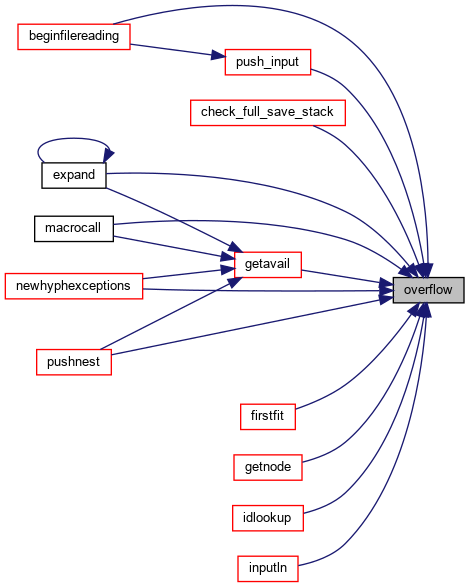 beginfilereading
push_input
check_full_save_stack
expand
macrocall
getavail
newhyphexceptions
overflow
pushnest
firstfit
getnode
idlookup
inputln